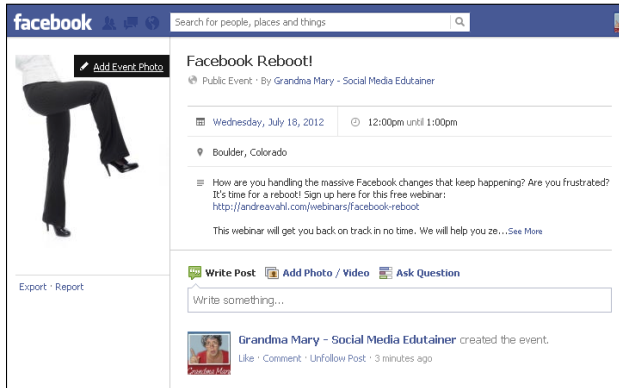 facebook
Search for people, places and things
Add Event Photo
Facebook Reboot!
Public Event · By Grandma Mary - Social Media Edutainer
Wednesday, July 18, 2012
12:00pm until 1:00pm
Boulder, Colorado
How are you handling the massive Facebook changes that keep happening? Are you frustrated?
It's time for a reboot! Sign up here for this free webinar:
http://andreavahl.com/webinars/facebook-reboot
This webinar will get you back on track in no time. We will help you ze...See More
Export · Report
Write Post Add Photo / Video Ask Question
Write something...
Grandma Mary - Social Media Edutainer created the event.
Like · Comment · Unfollow Post · 3 minutes ago
Grandma Mary